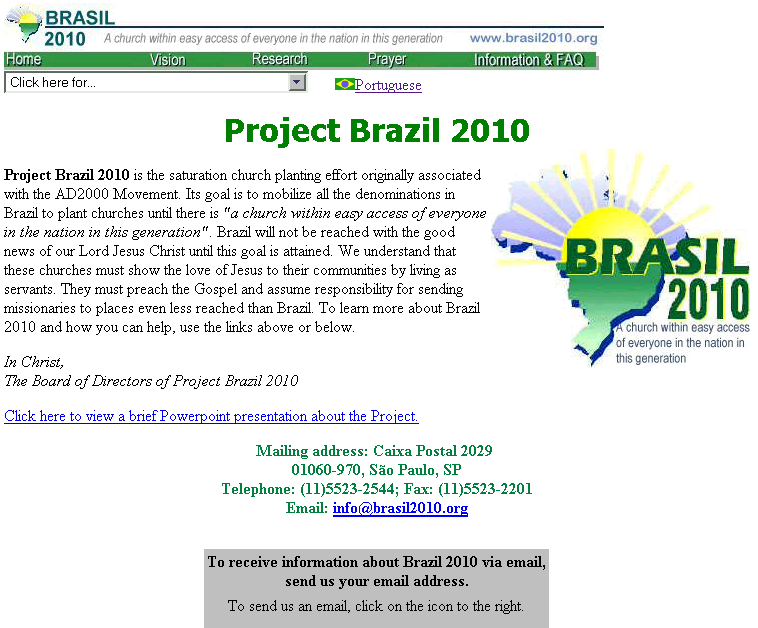 BRASIL
2010
A church within easy access of everyone in the nation in this generation
www.brasil2010.org
Home Vision Research Prayer Information & FAQ
Click here for...
Portuguese
Project Brazil 2010
Project Brazil 2010 is the saturation church planting effort originally associated
with the AD2000 Movement. Its goal is to mobilize all the denominations in
Brazil to plant churches until there is "a church within easy access of everyone
in the nation in this generation". Brazil will not be reached with the good
news of our Lord Jesus Christ until this goal is attained. We understand that
these churches must show the love of Jesus to their communities by living as
servants. They must preach the Gospel and assume responsibility for sending
missionaries to places even less reached than Brazil. To learn more about Brazil
2010 and how you can help, use the links above or below.
BRASIL
2010
A church within easy access
of everyone in the nation in
this generation
In Christ,
The Board of Directors of Project Brazil 2010
Click here to view a brief Powerpoint presentation about the Project.
Mailing address: Caixa Postal 2029
01060-970, São Paulo, SP
Telephone: (11)5523-2544; Fax: (11)5523-2201
Email: info@brasil2010.org
To receive information about Brazil 2010 via email,
send us your email address.
To send us an email, click on the icon to the right.